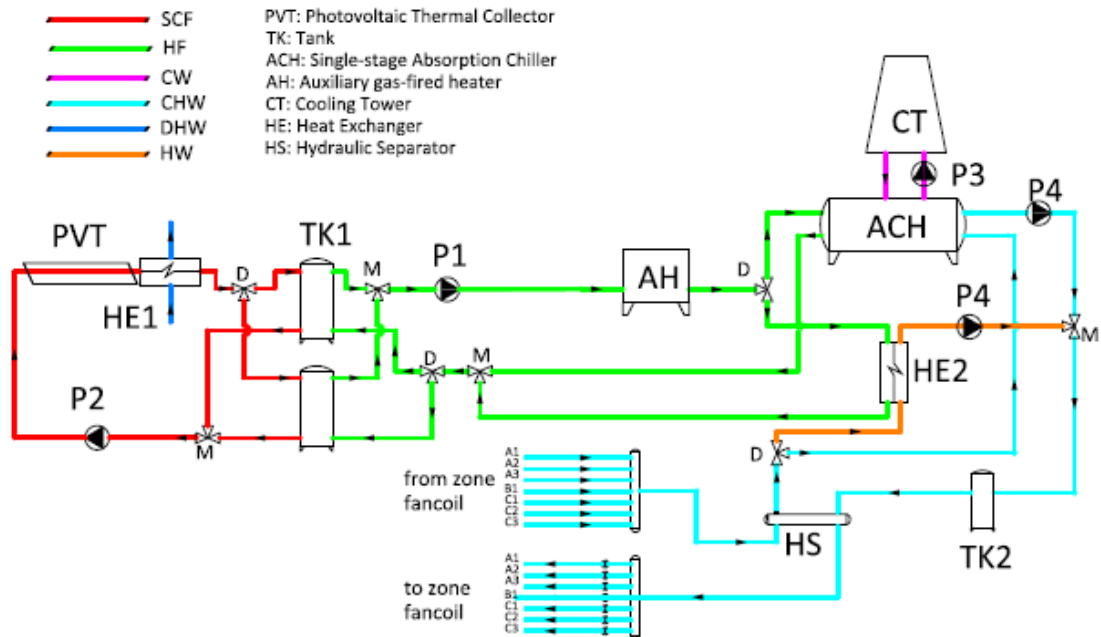 SCF
HF
CW
CHW
DHW
HW
PVT: Photovoltaic Thermal Collector
TK: Tank
ACH: Single-stage Absorption Chiller
AH: Auxiliary gas-fired heater
CT: Cooling Tower
HE: Heat Exchanger
HS: Hydraulic Separator
CT
P3
P4
ACH
PVT
TK1
P1
AH
D
M
D
HE1
P4
M
HE2
D
M
P2
M
D
from zone
fancoil
A1
A2
A3
B1
C1
C2
C3
HS
TK2
to zone
fancoil
A1
A2
A3
B1
C1
C2
C3